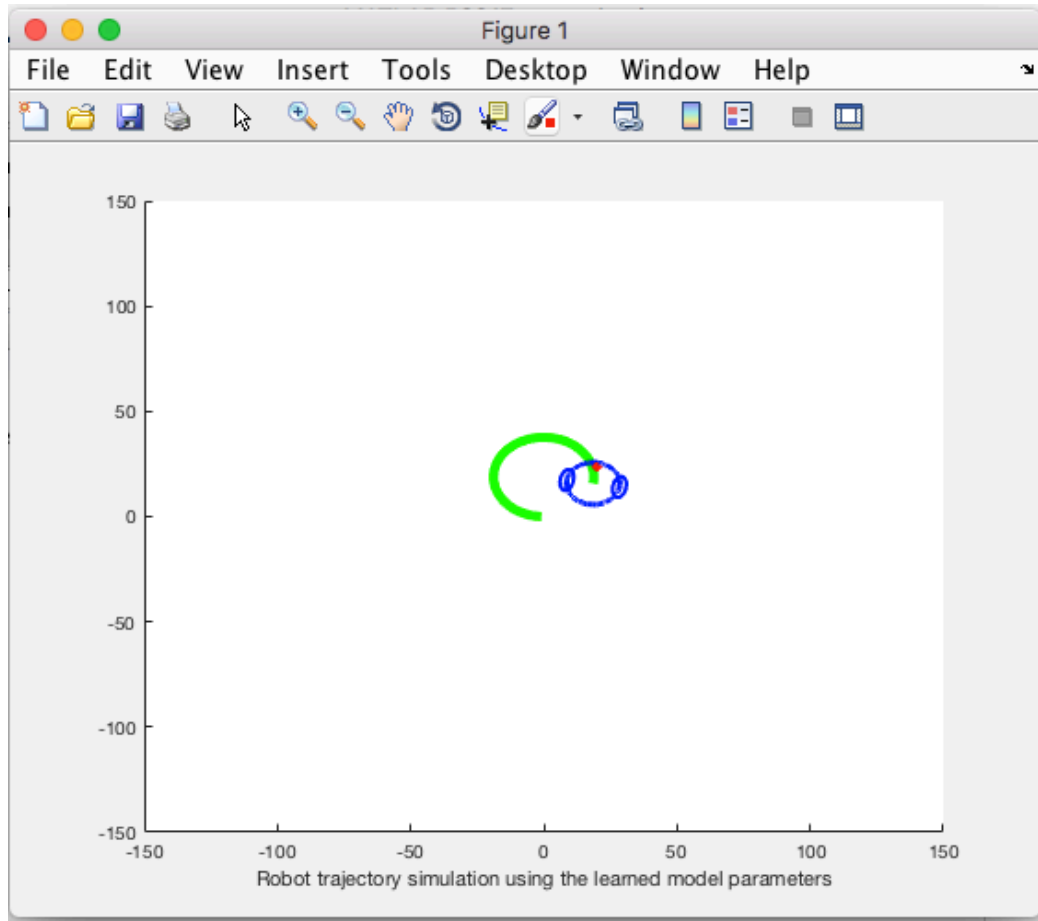 Figure 1
File Edit View Insert Tools Desktop Window Help
150
100
50
0
-50
-100
-150
-150 -100 -50 0 50 100 150
Robot trajectory simulation using the learned model parameters